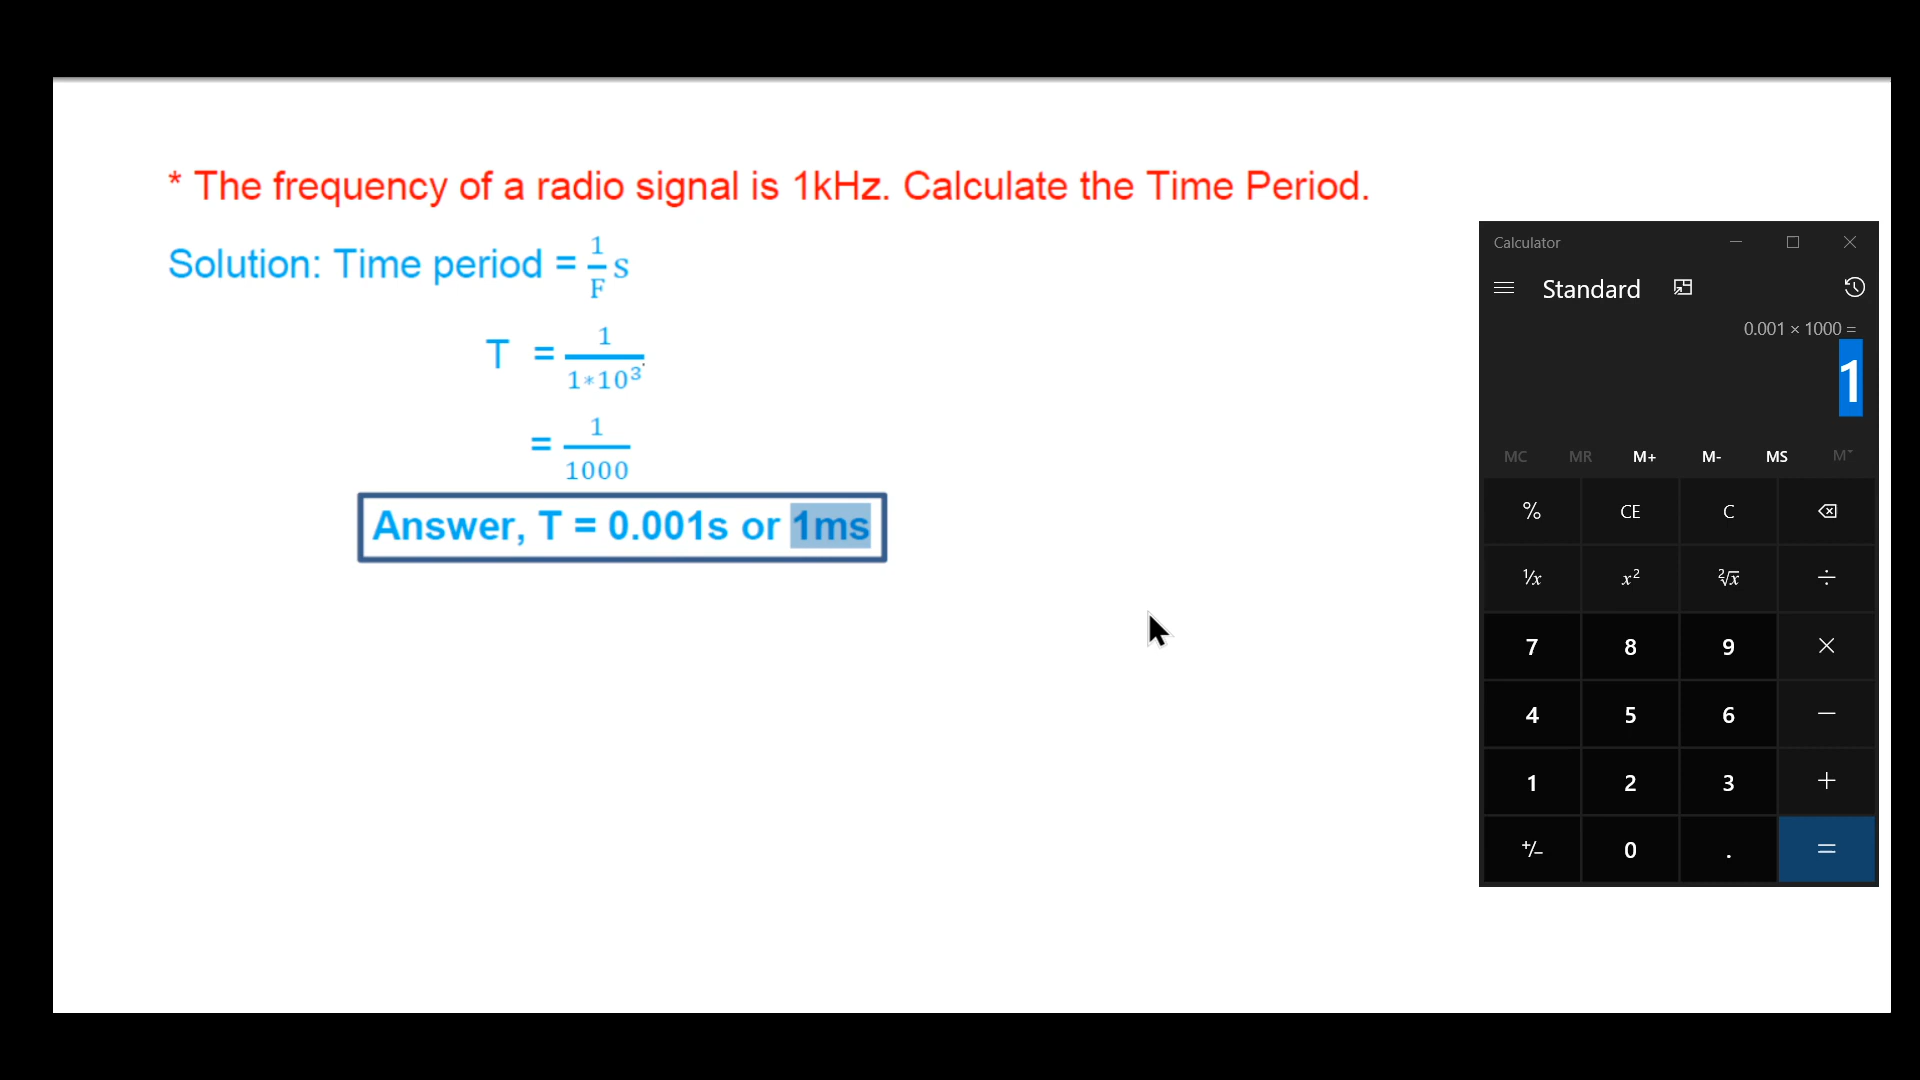 * The frequency of a radio signal is 1kHz. Calculate the Time Period.
Solution: Time period = 1/F s
T = 1/1*10³
= 1/1000
Answer, T = 0.001s or 1ms
Calculator
Standard
0.001 × 1000 =
1
MC MR M+ M- MS M˅
% CE C
¹/x x² ²√x ÷
7 8 9 ×
4 5 6 −
1 2 3 +
+/− 0 . =